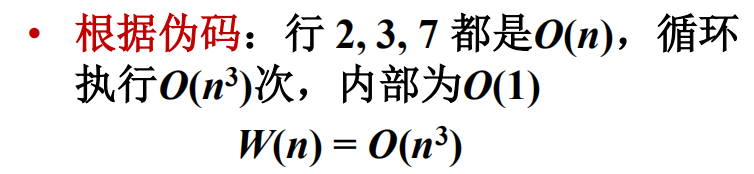 • 根据伪码：行 2, 3, 7 都是O(n)，循环
执行O(n³)次，内部为O(1)
W(n) = O(n³)